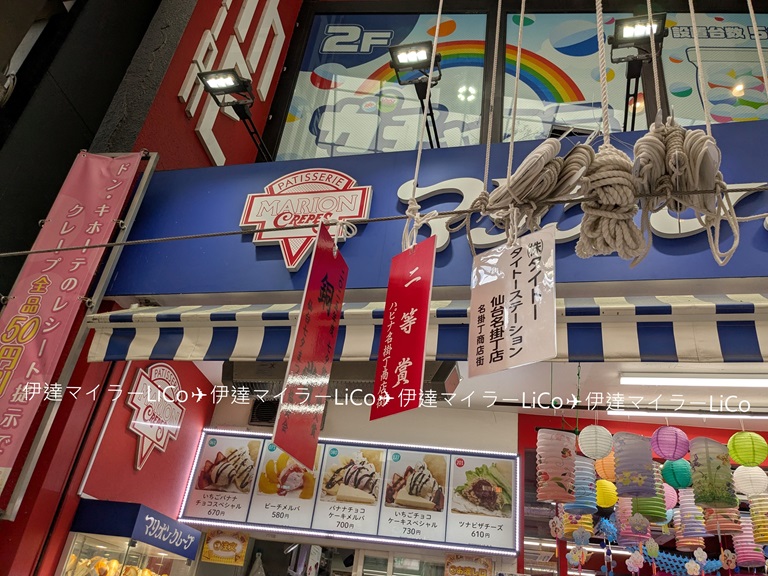 2F
設置台数
PATISSERIE
MARION
CREPES
ドン・キホーテのレシート
クレープ全品50円
㈱タイトー
タイトーステーション
仙台名掛丁店
名掛丁商店街
二等賞
ハピナ名掛丁商店街
伊達マイラーLiCo✈伊達マイラーLiCo✈伊達マイラーLiCo✈伊達マイラーLiCo
PATISSERIE
MARION
CREPES
いちごバナナ
チョコスペシャル
670円
ピーチメルバ
580円
バナナチョコ
ケーキメルバ
700円
いちごチョコ
ケーキスペシャル
730円
ツナピザチーズ
610円
マリオンクレープ